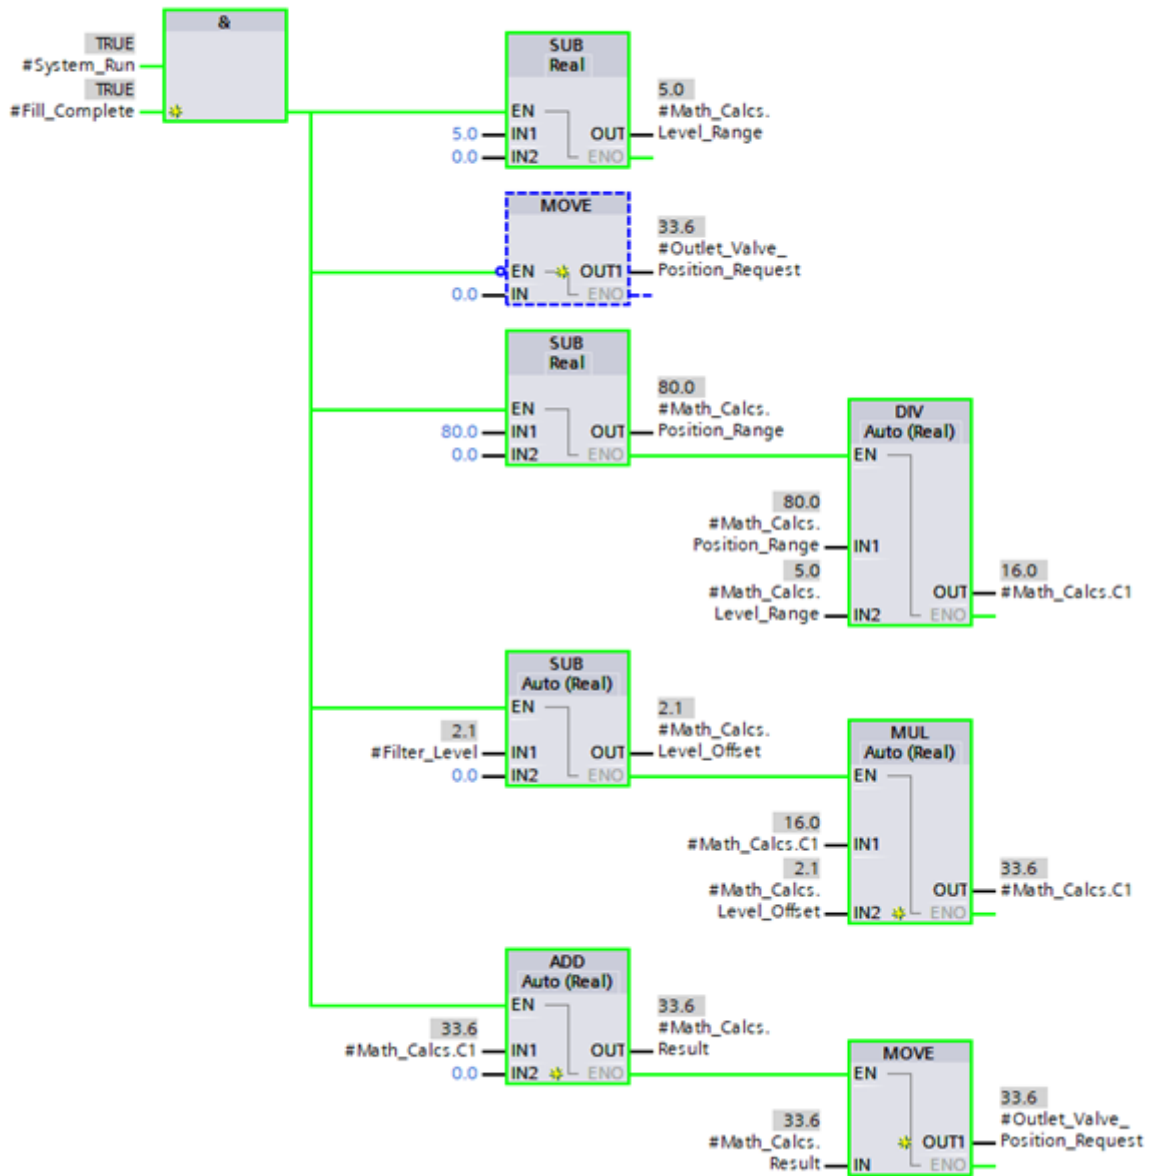 &
TRUE
#System_Run
TRUE
#Fill_Complete
SUB
Real
EN
5.0 IN1 OUT
0.0 IN2 ENO
5.0
#Math_Calcs.
Level_Range
MOVE
EN OUT1
0.0 IN ENO
33.6
#Outlet_Valve_
Position_Request
SUB
Real
EN
80.0 IN1 OUT
0.0 IN2 ENO
80.0
#Math_Calcs.
Position_Range
DIV
Auto (Real)
EN
80.0
#Math_Calcs.
Position_Range IN1
5.0
#Math_Calcs.
Level_Range IN2
OUT
ENO
16.0
#Math_Calcs.C1
SUB
Auto (Real)
EN
2.1
#Filter_Level IN1 OUT
0.0 IN2 ENO
2.1
#Math_Calcs.
Level_Offset
MUL
Auto (Real)
EN
16.0
#Math_Calcs.C1 IN1
2.1
#Math_Calcs.
Level_Offset IN2
OUT
ENO
33.6
#Math_Calcs.C1
ADD
Auto (Real)
EN
33.6
#Math_Calcs.C1 IN1 OUT
0.0 IN2 ENO
33.6
#Math_Calcs.
Result
MOVE
EN
33.6
#Math_Calcs.
Result IN
OUT1
ENO
33.6
#Outlet_Valve_
Position_Request